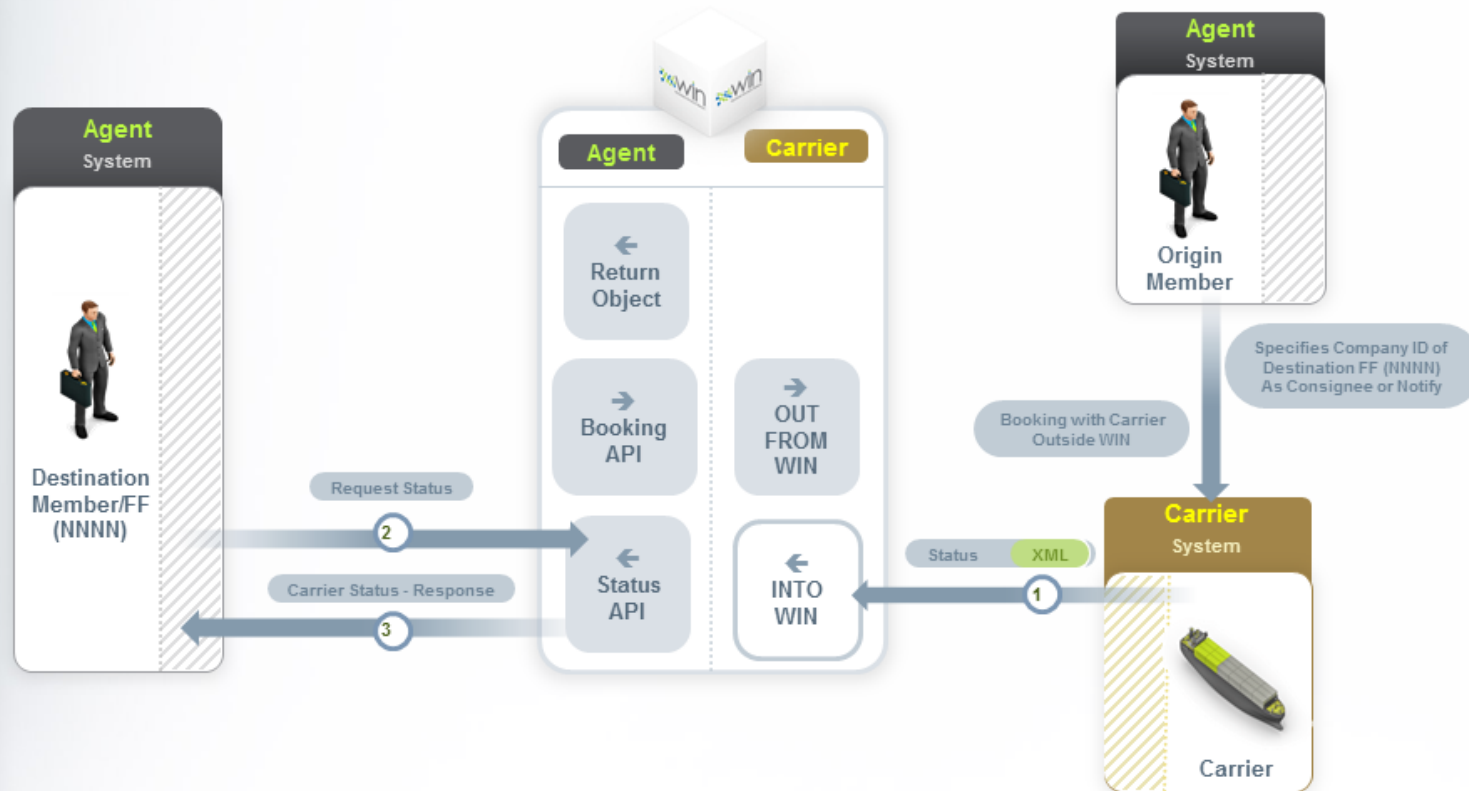 Agent
System
Destination
Member/FF
(NNNN)
Request Status
2
Carrier Status - Response
3
win
win
Agent
Carrier
←
Return
Object
→
Booking
API
←
Status
API
→
OUT
FROM
WIN
←
INTO
WIN
Agent
System
Origin
Member
Specifies Company ID of
Destination FF (NNNN)
As Consignee or Notify
Booking with Carrier
Outside WIN
Status XML
1
Carrier
System
Carrier